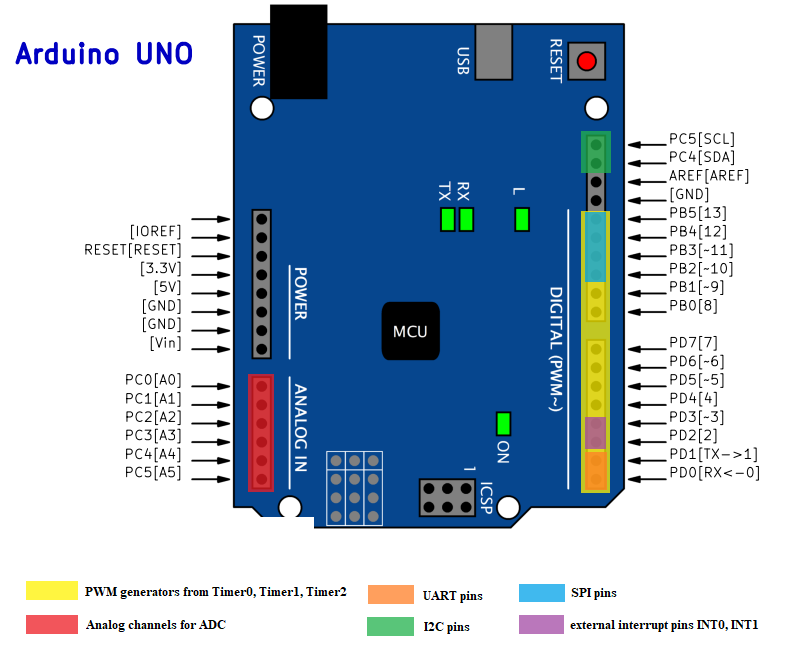 Arduino UNO
POWER
USB
RESET
PC5[SCL]
PC4[SDA]
AREF[AREF]
[GND]
PB5[13]
PB4[12]
PB3[~11]
PB2[~10]
PB1[~9]
PB0[8]
PD7[7]
PD6[~6]
PD5[~5]
PD4[4]
PD3[~3]
PD2[2]
PD1[TX->1]
PD0[RX<-0]
TX
RX
L
[IOREF]
RESET[RESET]
[3.3V]
[5V]
[GND]
[GND]
[Vin]
POWER
MCU
DIGITAL (PWM~)
PC0[A0]
PC1[A1]
PC2[A2]
PC3[A3]
PC4[A4]
PC5[A5]
ANALOG IN
ON
1
ICSP
PWM generators from Timer0, Timer1, Timer2
UART pins
SPI pins
Analog channels for ADC
I2C pins
external interrupt pins INT0, INT1